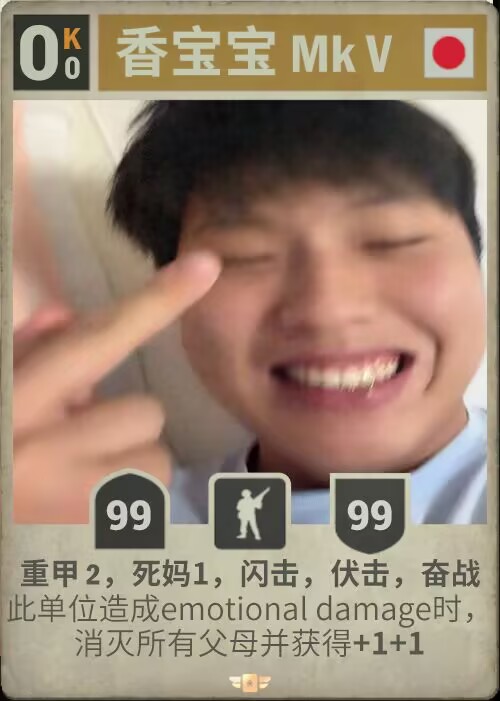 0 K 0 香宝宝 Mk V
99 99
重甲 2，死妈1，闪击，伏击，奋战
此单位造成emotional damage时，
消灭所有父母并获得+1+1